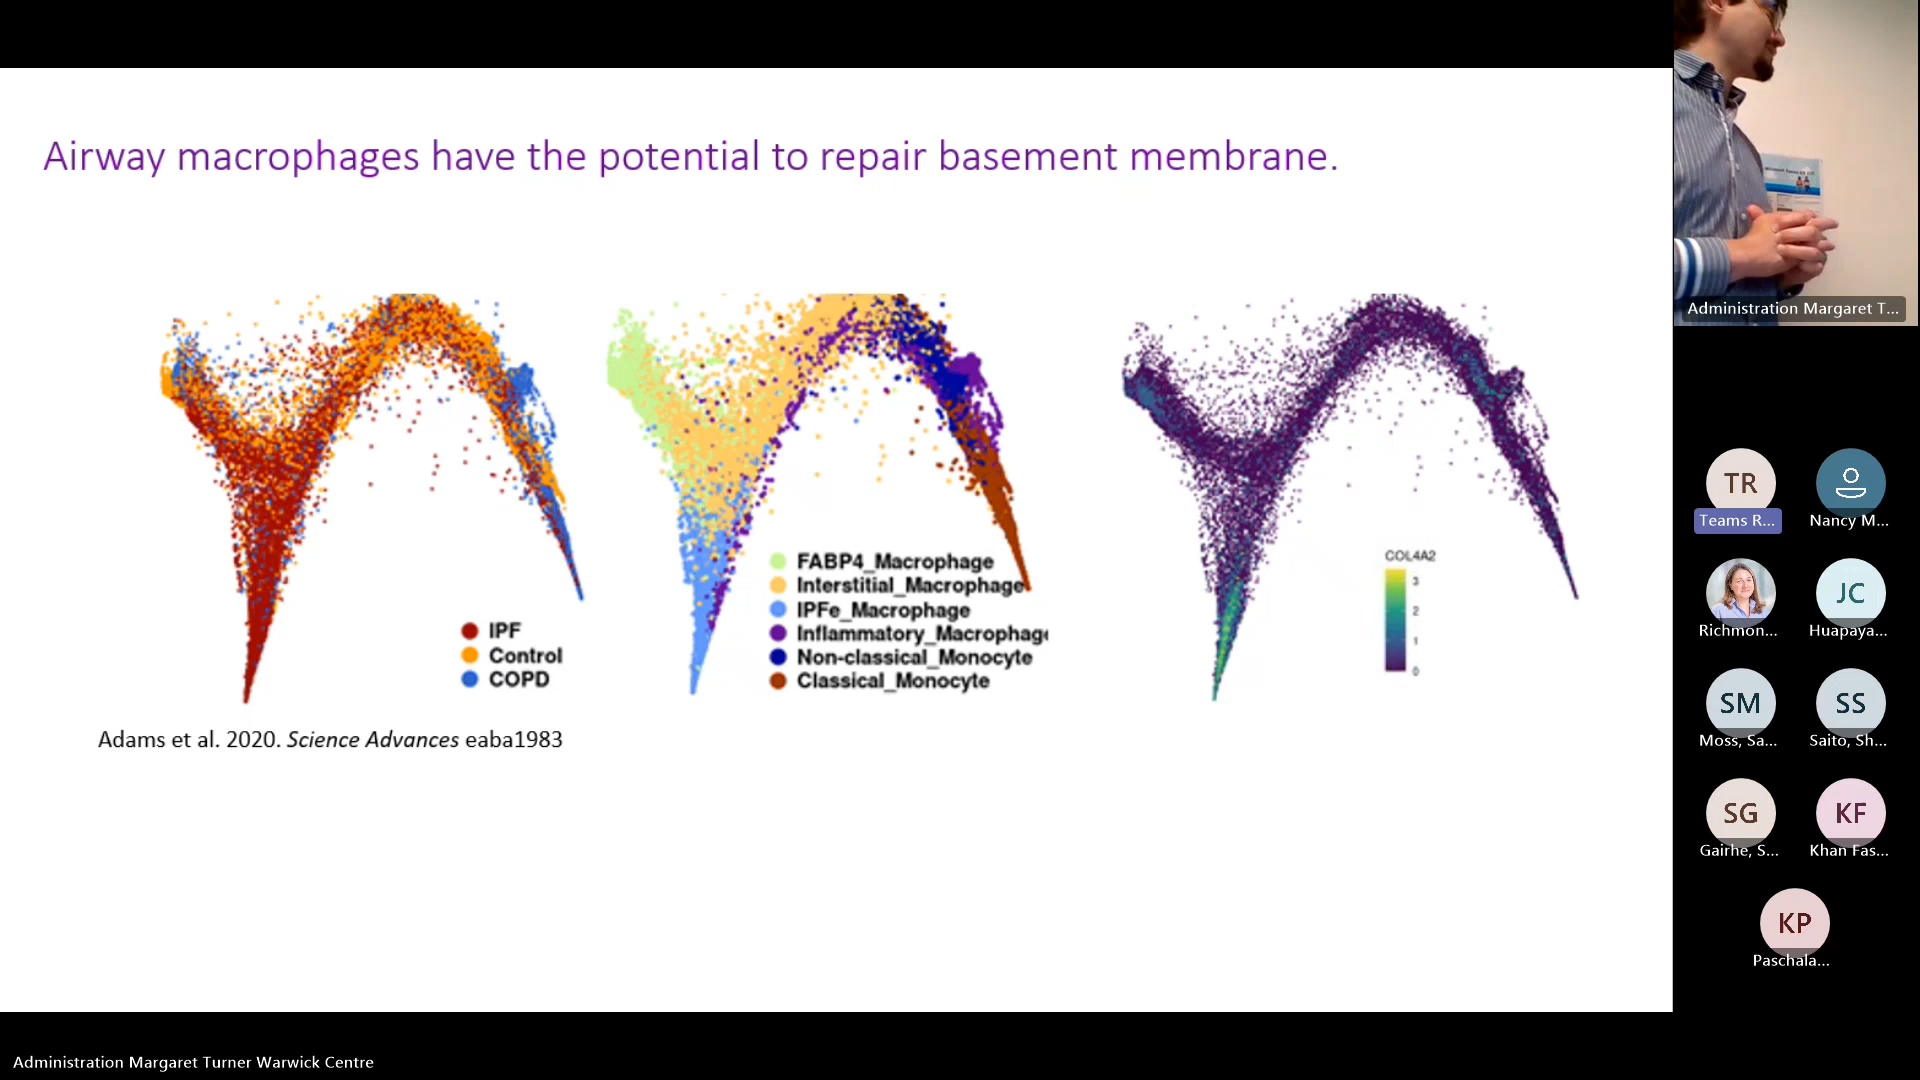 Airway macrophages have the potential to repair basement membrane.
IPF
Control
COPD
FABP4_Macrophage
Interstitial_Macrophage
IPFe_Macrophage
Inflammatory_Macrophage
Non-classical_Monocyte
Classical_Monocyte
COL4A2
3
2
1
0
Adams et al. 2020. Science Advances eaba1983
Administration Margaret T...
TR
Teams R...
Nancy M...
Richmon...
JC
Huapaya...
SM
Moss, Sa...
SS
Saito, Sh...
SG
Gairhe, S...
KF
Khan Fas...
KP
Paschala...
Administration Margaret Turner Warwick Centre